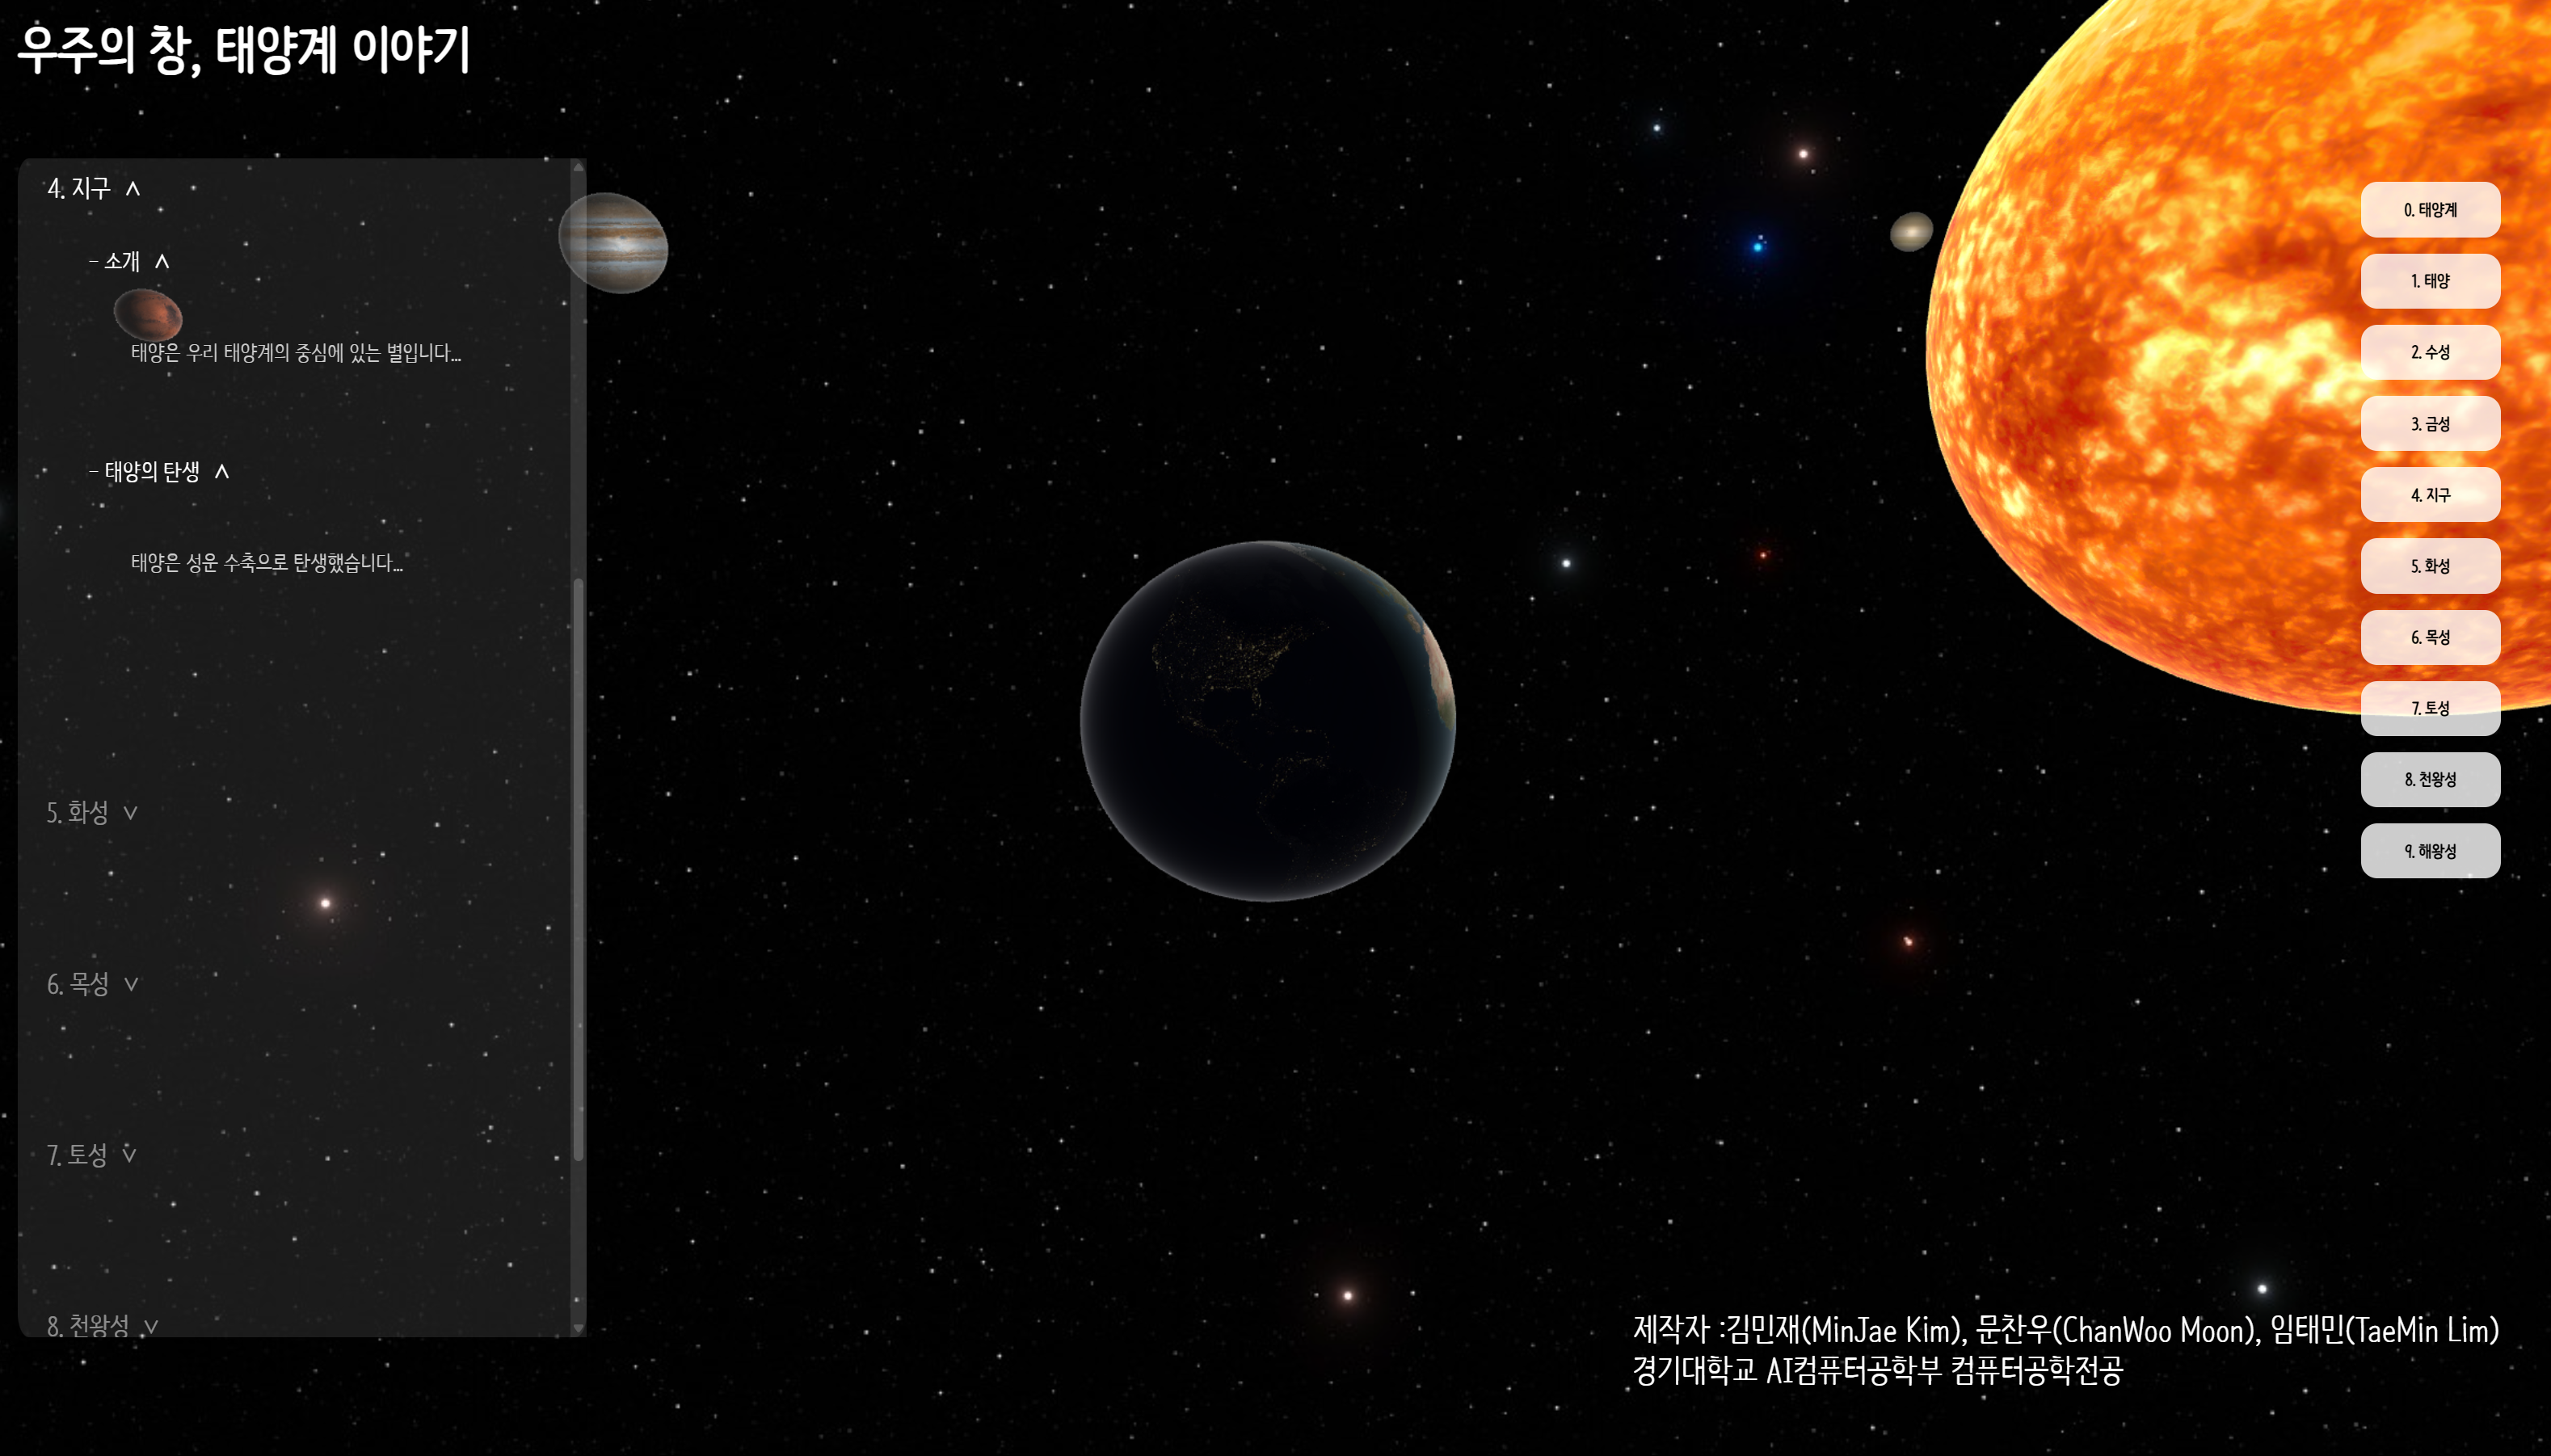 우주의 창, 태양계 이야기
4. 지구 ∧
- 소개 ∧
태양은 우리 태양계의 중심에 있는 별입니다...
- 태양의 탄생 ∧
태양은 성운 수축으로 탄생했습니다...
5. 화성 ∨
6. 목성 ∨
7. 토성 ∨
8. 천왕성 ∨
0. 태양계
1. 태양
2. 수성
3. 금성
4. 지구
5. 화성
6. 목성
7. 토성
8. 천왕성
9. 해왕성
제작자 :김민재(MinJae Kim), 문찬우(ChanWoo Moon), 임태민(TaeMin Lim)
경기대학교 AI컴퓨터공학부 컴퓨터공학전공